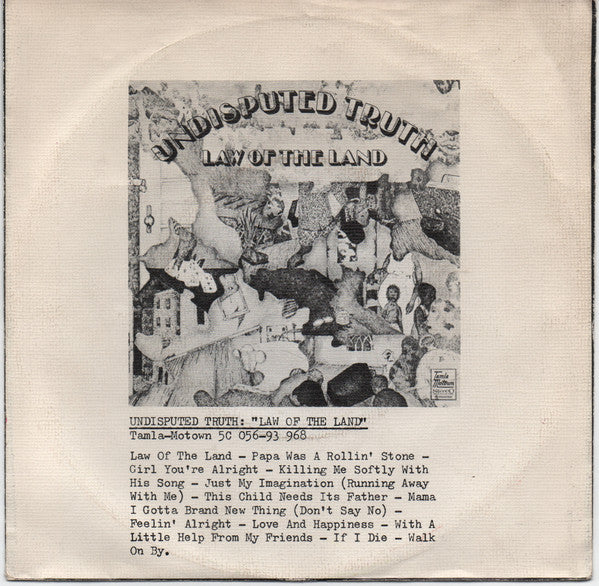 UNDISPUTED TRUTH
LAW OF THE LAND
Tamla
Motown
UNDISPUTED TRUTH: "LAW OF THE LAND"
Tamla-Motown 5C 056-93 968
Law Of The Land - Papa Was A Rollin' Stone -
Girl You're Alright - Killing Me Softly With
His Song - Just My Imagination (Running Away
With Me) - This Child Needs Its Father - Mama
I Gotta Brand New Thing (Don't Say No) -
Feelin' Alright - Love And Happiness - With A
Little Help From My Friends - If I Die - Walk
On By.